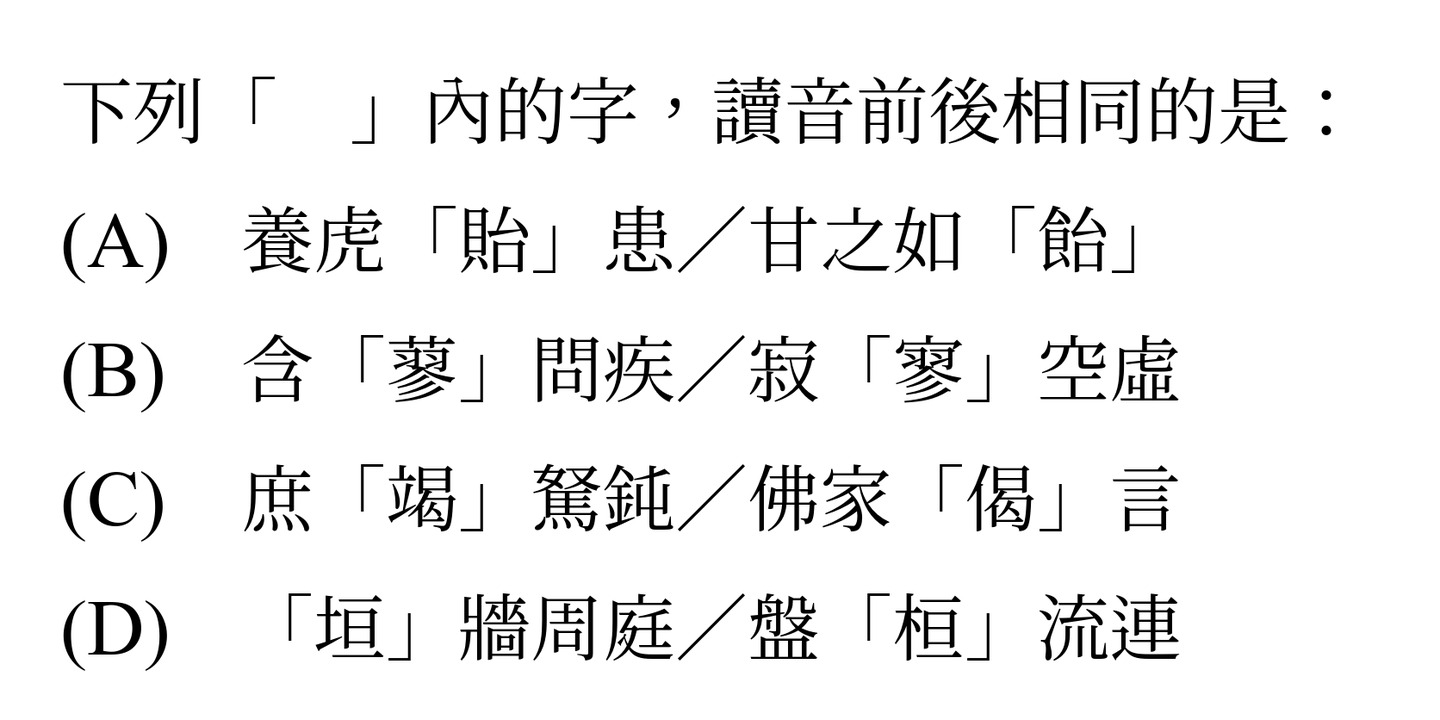 下列「　」內的字，讀音前後相同的是：
(A)　養虎「貽」患／甘之如「飴」
(B)　含「蓼」問疾／寂「寥」空虛
(C)　庶「竭」駑鈍／佛家「偈」言
(D)　「垣」牆周庭／盤「桓」流連